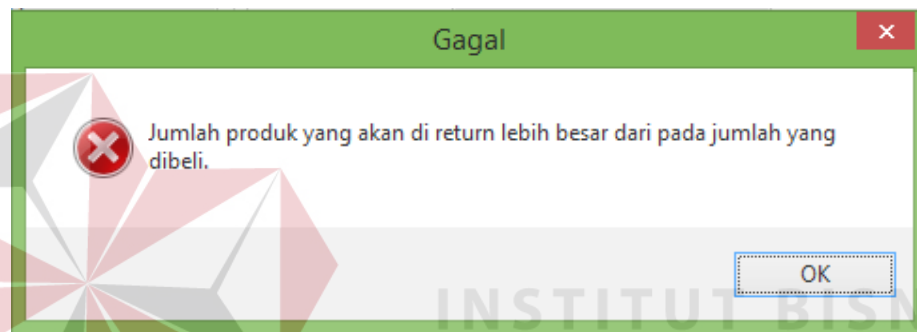 Gagal
Jumlah produk yang akan di return lebih besar dari pada jumlah yang
dibeli.
OK
INSTITUT BISN